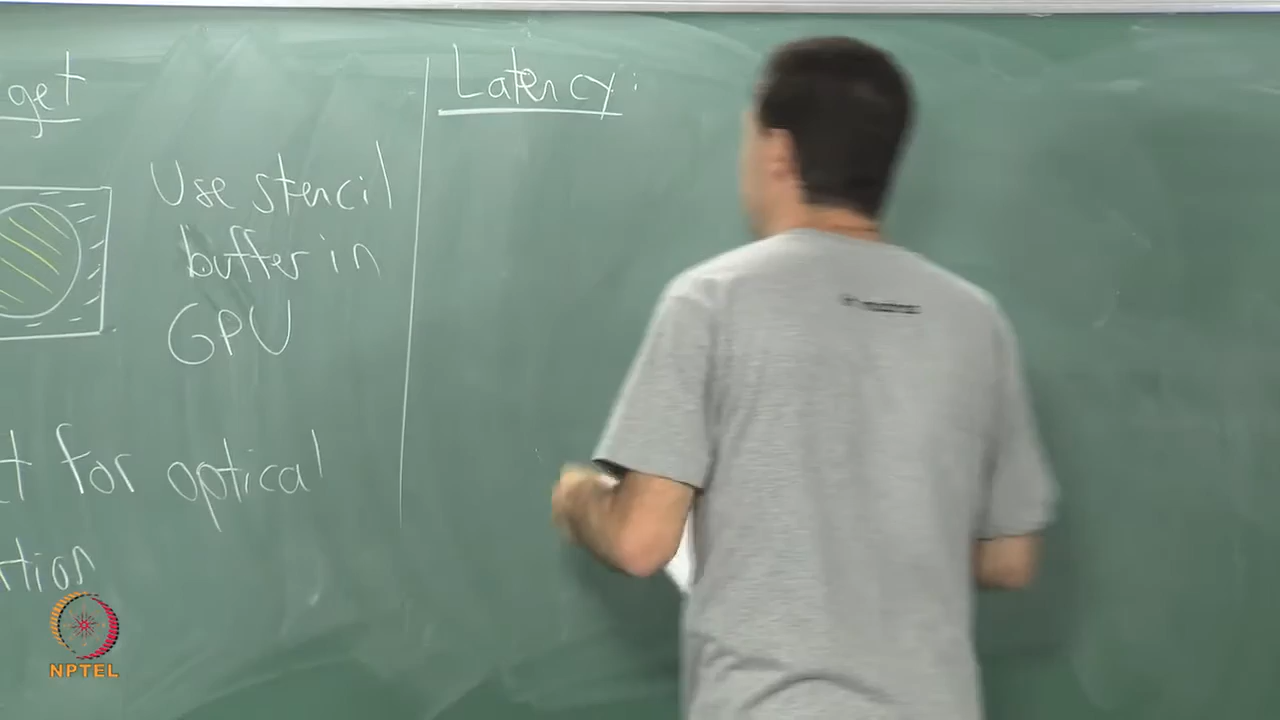 get
Use stencil
buffer in
GPU
t for optical
rtion
Latency:
NPTEL